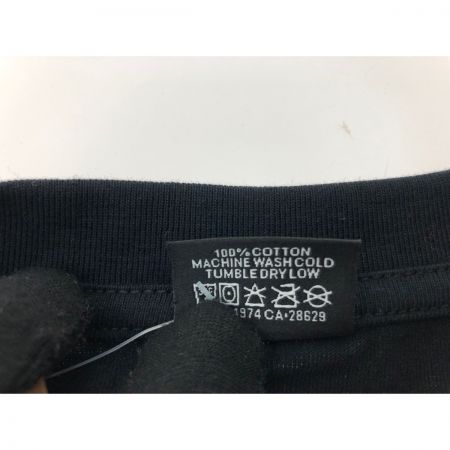 100% COTTON
MACHINE WASH COLD
TUMBLE DRY LOW
1974 CA·28629